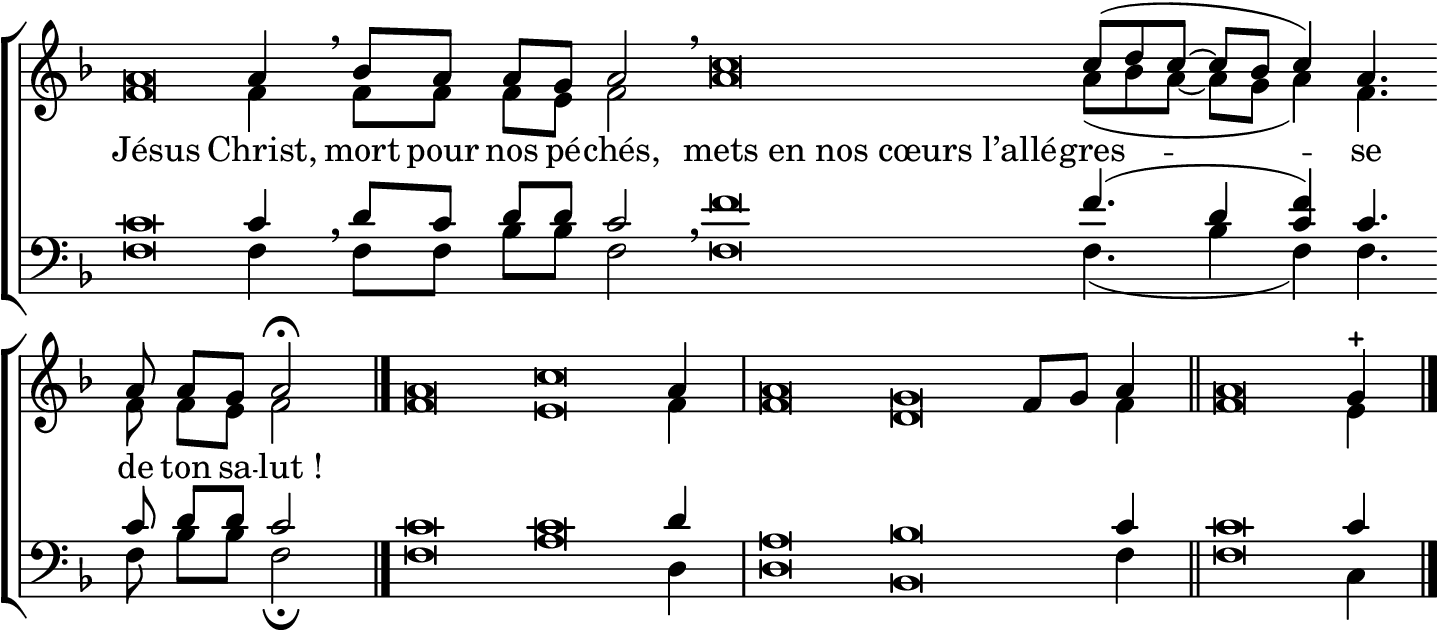 Jésus Christ, mort pour nos péchés, mets en nos cœurs l’allégres - - se
de ton sa-lut !